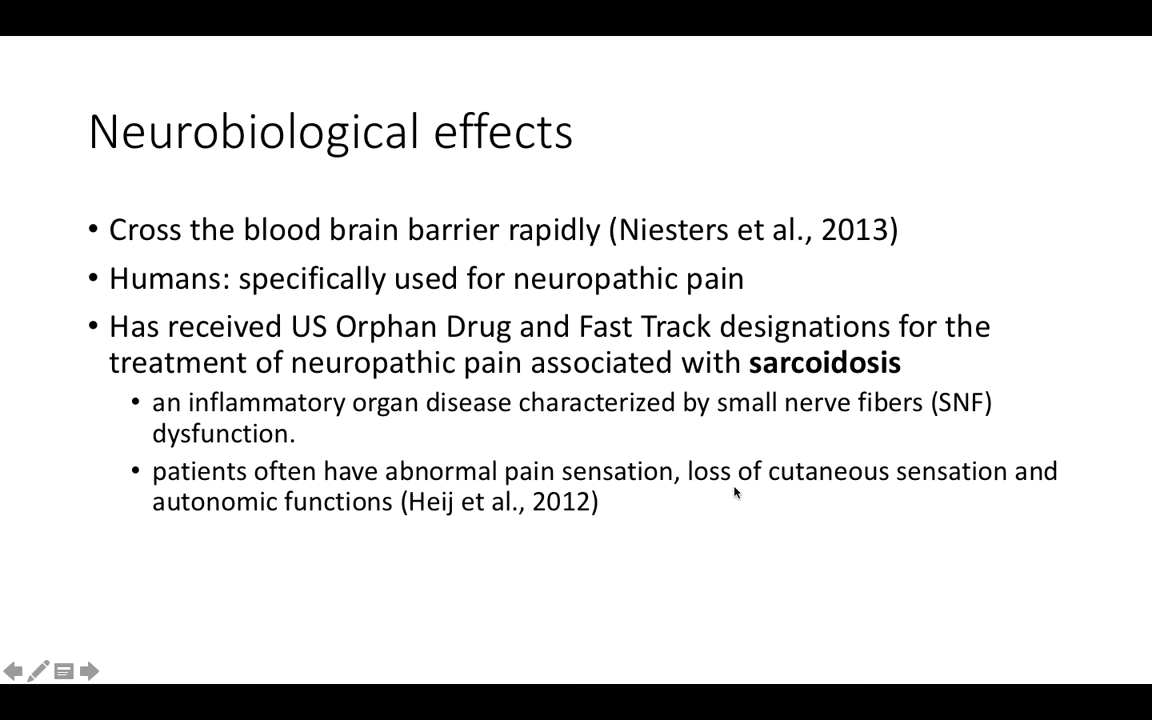 Neurobiological effects
• Cross the blood brain barrier rapidly (Niesters et al., 2013)
• Humans: specifically used for neuropathic pain
• Has received US Orphan Drug and Fast Track designations for the
treatment of neuropathic pain associated with sarcoidosis
• an inflammatory organ disease characterized by small nerve fibers (SNF)
dysfunction.
• patients often have abnormal pain sensation, loss of cutaneous sensation and
autonomic functions (Heij et al., 2012)